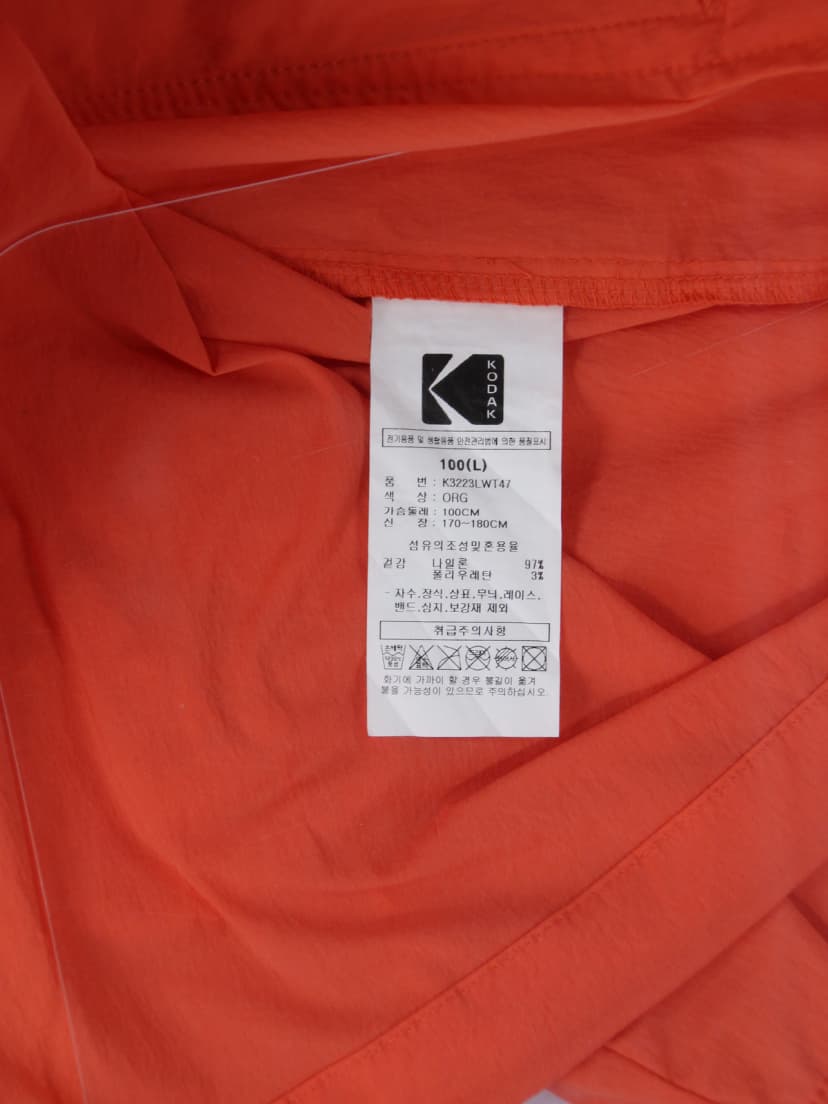 KODAK
전기용품 및 생활용품 안전관리법에 의한 품질표시
100(L)
품 번 : K3223LWT47
색 상 : ORG
가슴둘레 : 100CM
신 장 : 170~180CM
섬유의조성및혼용율
겉감 나일론 97%
폴리우레탄 3%
- 자수.장식.상표.무늬.레이스.
밴드.심지.보강재 제외
취급주의사항
화기에 가까이 할 경우 불길이 옮겨
붙을 가능성이 있으므로 주의하십시오.